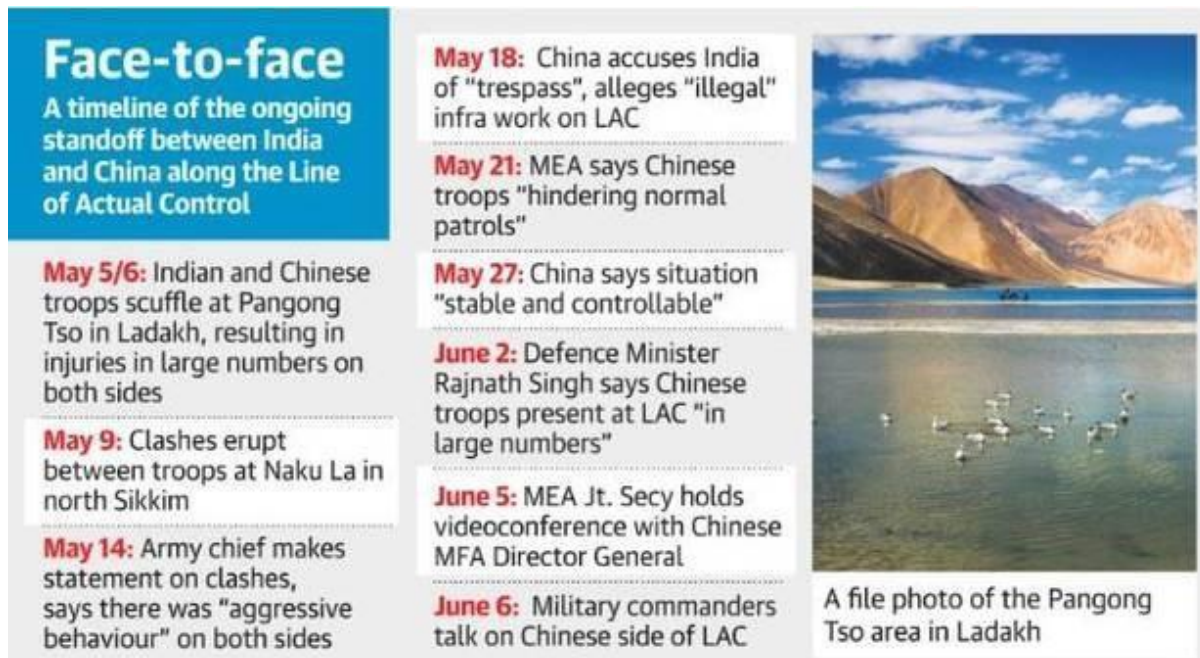 Face-to-face
A timeline of the ongoing
standoff between India
and China along the Line
of Actual Control
May 5/6: Indian and Chinese
troops scuffle at Pangong
Tso in Ladakh, resulting in
injuries in large numbers on
both sides
May 9: Clashes erupt
between troops at Naku La in
north Sikkim
May 14: Army chief makes
statement on clashes,
says there was "aggressive
behaviour" on both sides
May 18: China accuses India
of "trespass", alleges "illegal"
infra work on LAC
May 21: MEA says Chinese
troops "hindering normal
patrols"
May 27: China says situation
"stable and controllable"
June 2: Defence Minister
Rajnath Singh says Chinese
troops present at LAC "in
large numbers"
June 5: MEA Jt. Secy holds
videoconference with Chinese
MFA Director General
June 6: Military commanders
talk on Chinese side of LAC
A file photo of the Pangong
Tso area in Ladakh